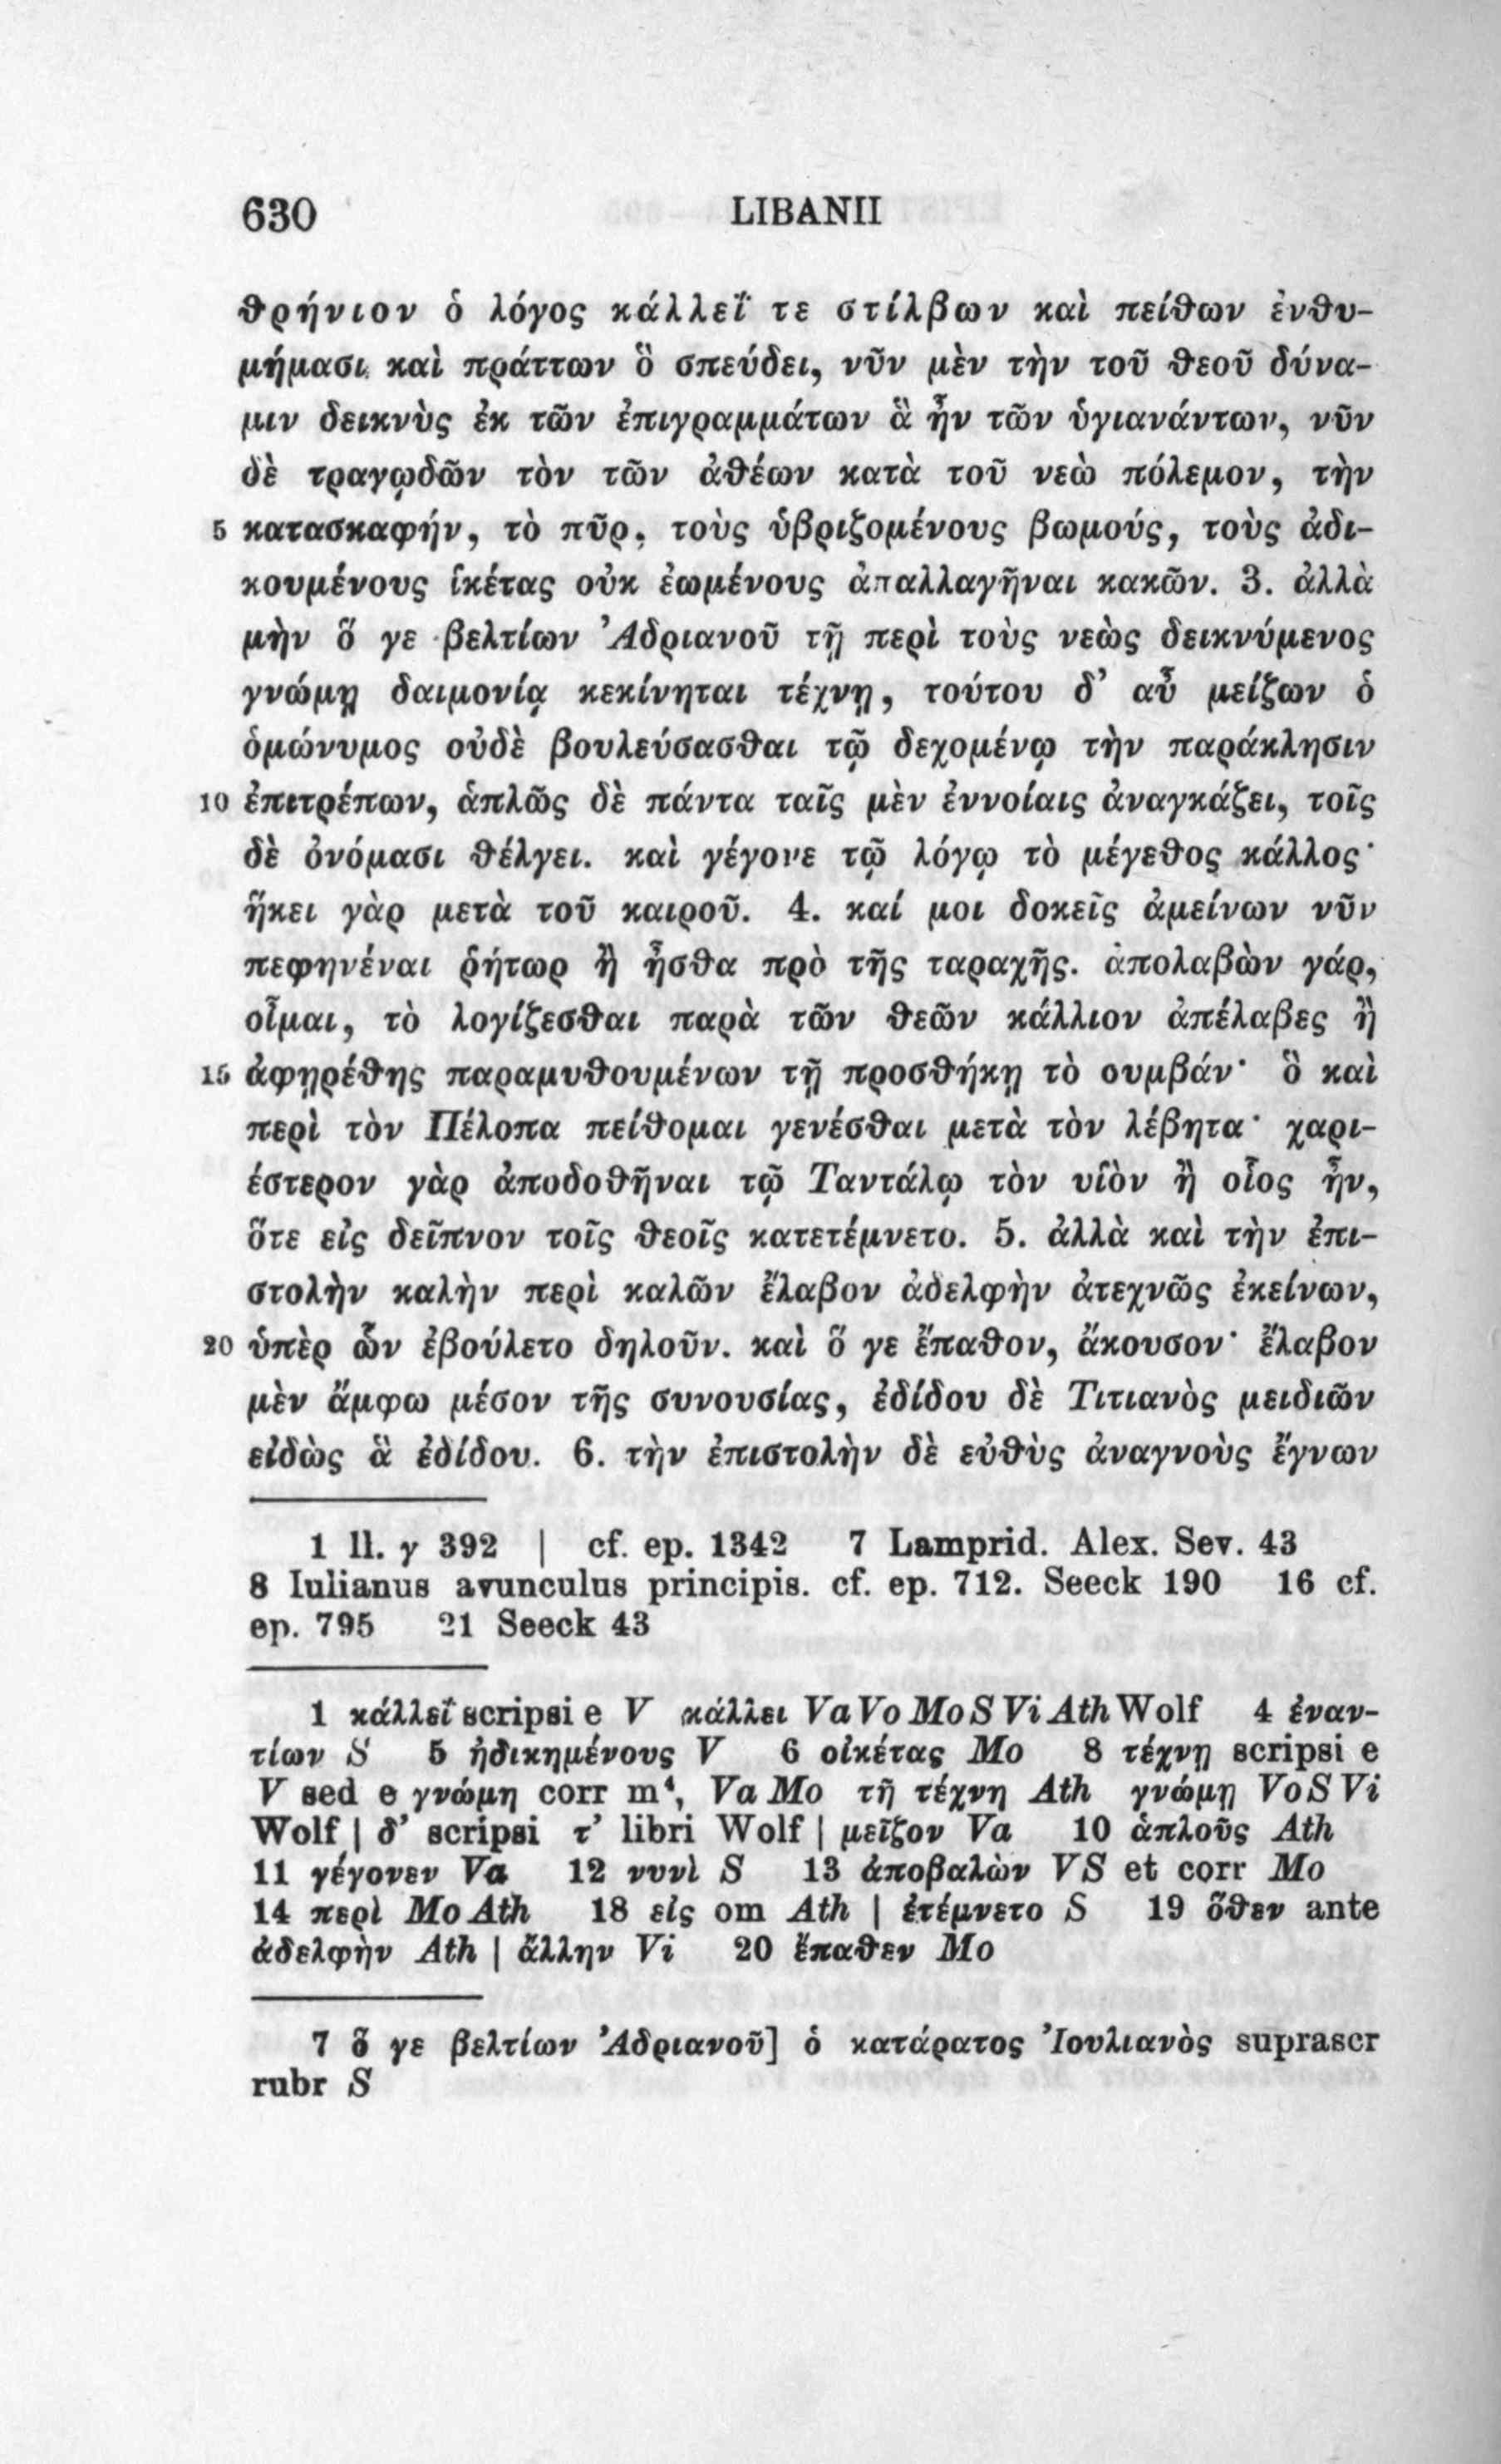 630
LIBANII
θρήνιον ὁ λόγος κάλλεΐ τε στίλβων καὶ πείθων ἐνθυ-
μήμασι καὶ πράττων ὃ σπεύδει, νῦν μὲν τὴν τοῦ θεοῦ δύνα-
μιν δεικνὺς ἐκ τῶν ἐπιγραμμάτων ἃ ἦν τῶν ὑγιανάντων, νῦν
δὲ τραγῳδῶν τὸν τῶν ἀθέων κατὰ τοῦ νεὼ πόλεμον, τὴν
5 κατασκαφήν, τὸ πῦρ, τοὺς ὑβριζομένους βωμούς, τοὺς ἀδι-
κουμένους ἱκέτας οὐκ ἐωμένους ἀπαλλαγῆναι κακῶν. 3. ἀλλὰ
μὴν ὅ γε βελτίων Ἀδριανοῦ τῇ περὶ τοὺς νεὼς δεικνύμενος
γνώμῃ δαιμονίᾳ κεκίνηται τέχνῃ, τούτου δ’ αὖ μείζων ὁ
ὁμώνυμος οὐδὲ βουλεύσασθαι τῷ δεχομένῳ τὴν παράκλησιν
10 ἐπιτρέπων, ἁπλῶς δὲ πάντα ταῖς μὲν ἐννοίαις ἀναγκάζει, τοῖς
δὲ ὀνόμασι θέλγει. καὶ γέγονε τῷ λόγῳ τὸ μέγεθος κάλλος·
ἥκει γὰρ μετὰ τοῦ καιροῦ. 4. καί μοι δοκεῖς ἀμείνων νῦν
πεφηνέναι ῥήτωρ ἢ ἦσθα πρὸ τῆς ταραχῆς. ἀπολαβὼν γάρ,
οἶμαι, τὸ λογίζεσθαι παρὰ τῶν θεῶν κάλλιον ἀπέλαβες ἢ
15 ἀφῃρέθης παραμυθουμένων τῇ προσθήκῃ τὸ συμβάν· ὃ καὶ
περὶ τὸν Πέλοπα πείθομαι γενέσθαι μετὰ τὸν λέβητα· χαρι-
έστερον γὰρ ἀποδοθῆναι τῷ Ταντάλῳ τὸν υἱὸν ἢ οἷος ἦν,
ὅτε εἰς δεῖπνον τοῖς θεοῖς κατετέμνετο. 5. ἀλλὰ καὶ τὴν ἐπι-
στολὴν καλὴν περὶ καλῶν ἔλαβον ἀδελφὴν ἀτεχνῶς ἐκείνων,
20 ὑπὲρ ὧν ἐβούλετο δηλοῦν. καὶ ὅ γε ἔπαθον, ἄκουσον· ἔλαβον
μὲν ἄμφω μέσον τῆς συνουσίας, ἐδίδου δὲ Τιτιανὸς μειδιῶν
εἰδὼς ἃ ἐδίδου. 6. τὴν ἐπιστολὴν δὲ εὐθὺς ἀναγνοὺς ἔγνων
1 Il. γ 392 | cf. ep. 1342 7 Lamprid. Alex. Sev. 43
8 Iulianus avunculus principis. cf. ep. 712. Seeck 190 16 cf.
ep. 795 21 Seeck 43
1 κάλλεΐ scripsi e V κάλλει Va Vo Mo S Vi Ath Wolf 4 ἐναν-
τίων S 5 ἠδικημένους V 6 οἰκέτας Mo 8 τέχνῃ scripsi e
V sed e γνώμη corr m⁴, Va Mo τῇ τέχνη Ath γνώμῃ Vo S Vi
Wolf | δ’ scripsi τ’ libri Wolf | μεῖζον Va 10 ἁπλοῦς Ath
11 γέγονεν Va 12 νυνὶ S 13 ἀποβαλὼν V S et corr Mo
14 περὶ Mo Ath 18 εἰς om Ath | ἐτέμνετο S 19 ὅθεν ante
ἀδελφὴν Ath | ἄλλην Vi 20 ἔπαθεν Mo
7 ὅ γε βελτίων Ἀδριανοῦ] ὁ κατάρατος Ἰουλιανὸς suprascr
rubr S